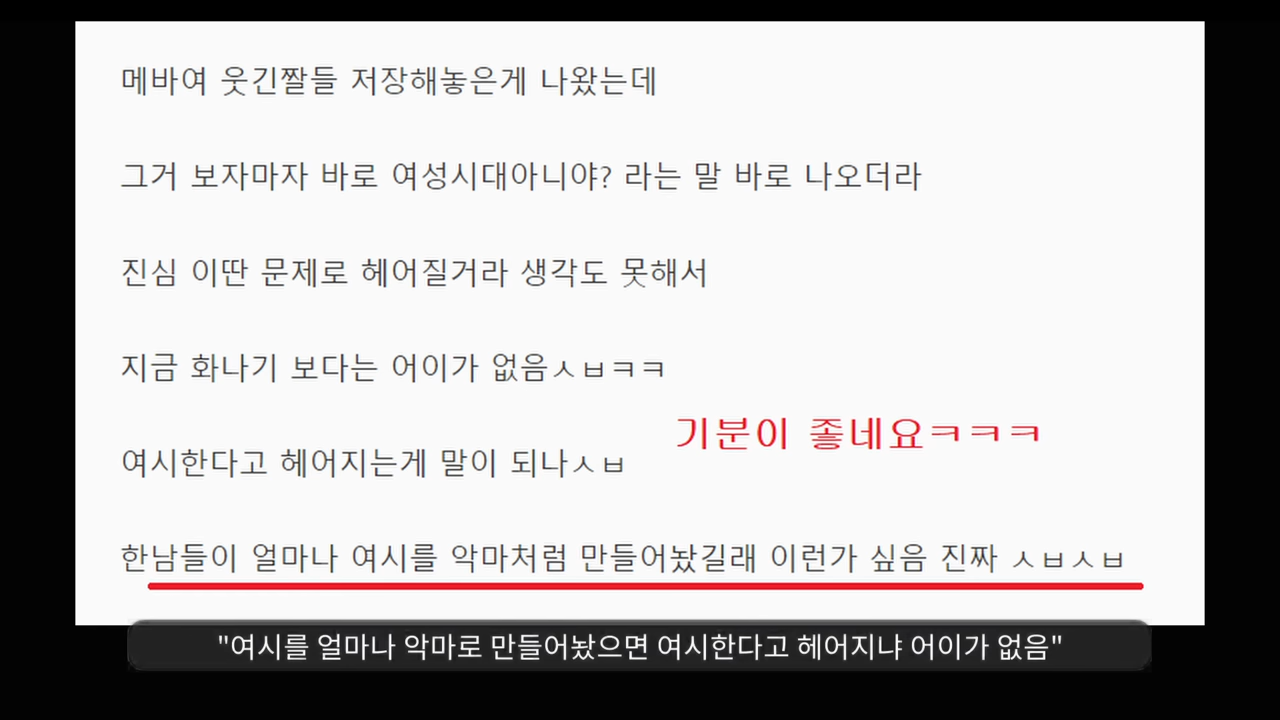 메바여 웃긴짤들 저장해놓은게 나왔는데
그거 보자마자 바로 여성시대아니야? 라는 말 바로 나오더라
진심 이딴 문제로 헤어질거라 생각도 못해서
지금 화나기 보다는 어이가 없음ㅅㅂㅋㅋ
기분이 좋네요ㅋㅋㅋ
여시한다고 헤어지는게 말이 되나ㅅㅂ
한남들이 얼마나 여시를 악마처럼 만들어놨길래 이런가 싶음 진짜 ㅅㅂㅅㅂ
"여시를 얼마나 악마로 만들어놨으면 여시한다고 헤어지냐 어이가 없음"